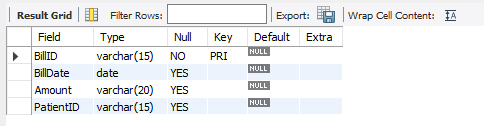 Result Grid Filter Rows: Export: Wrap Cell Content: IA
Field Type Null Key Default Extra
BillID varchar(15) NO PRI NULL
BillDate date YES NULL
Amount varchar(20) YES NULL
PatientID varchar(15) YES NULL